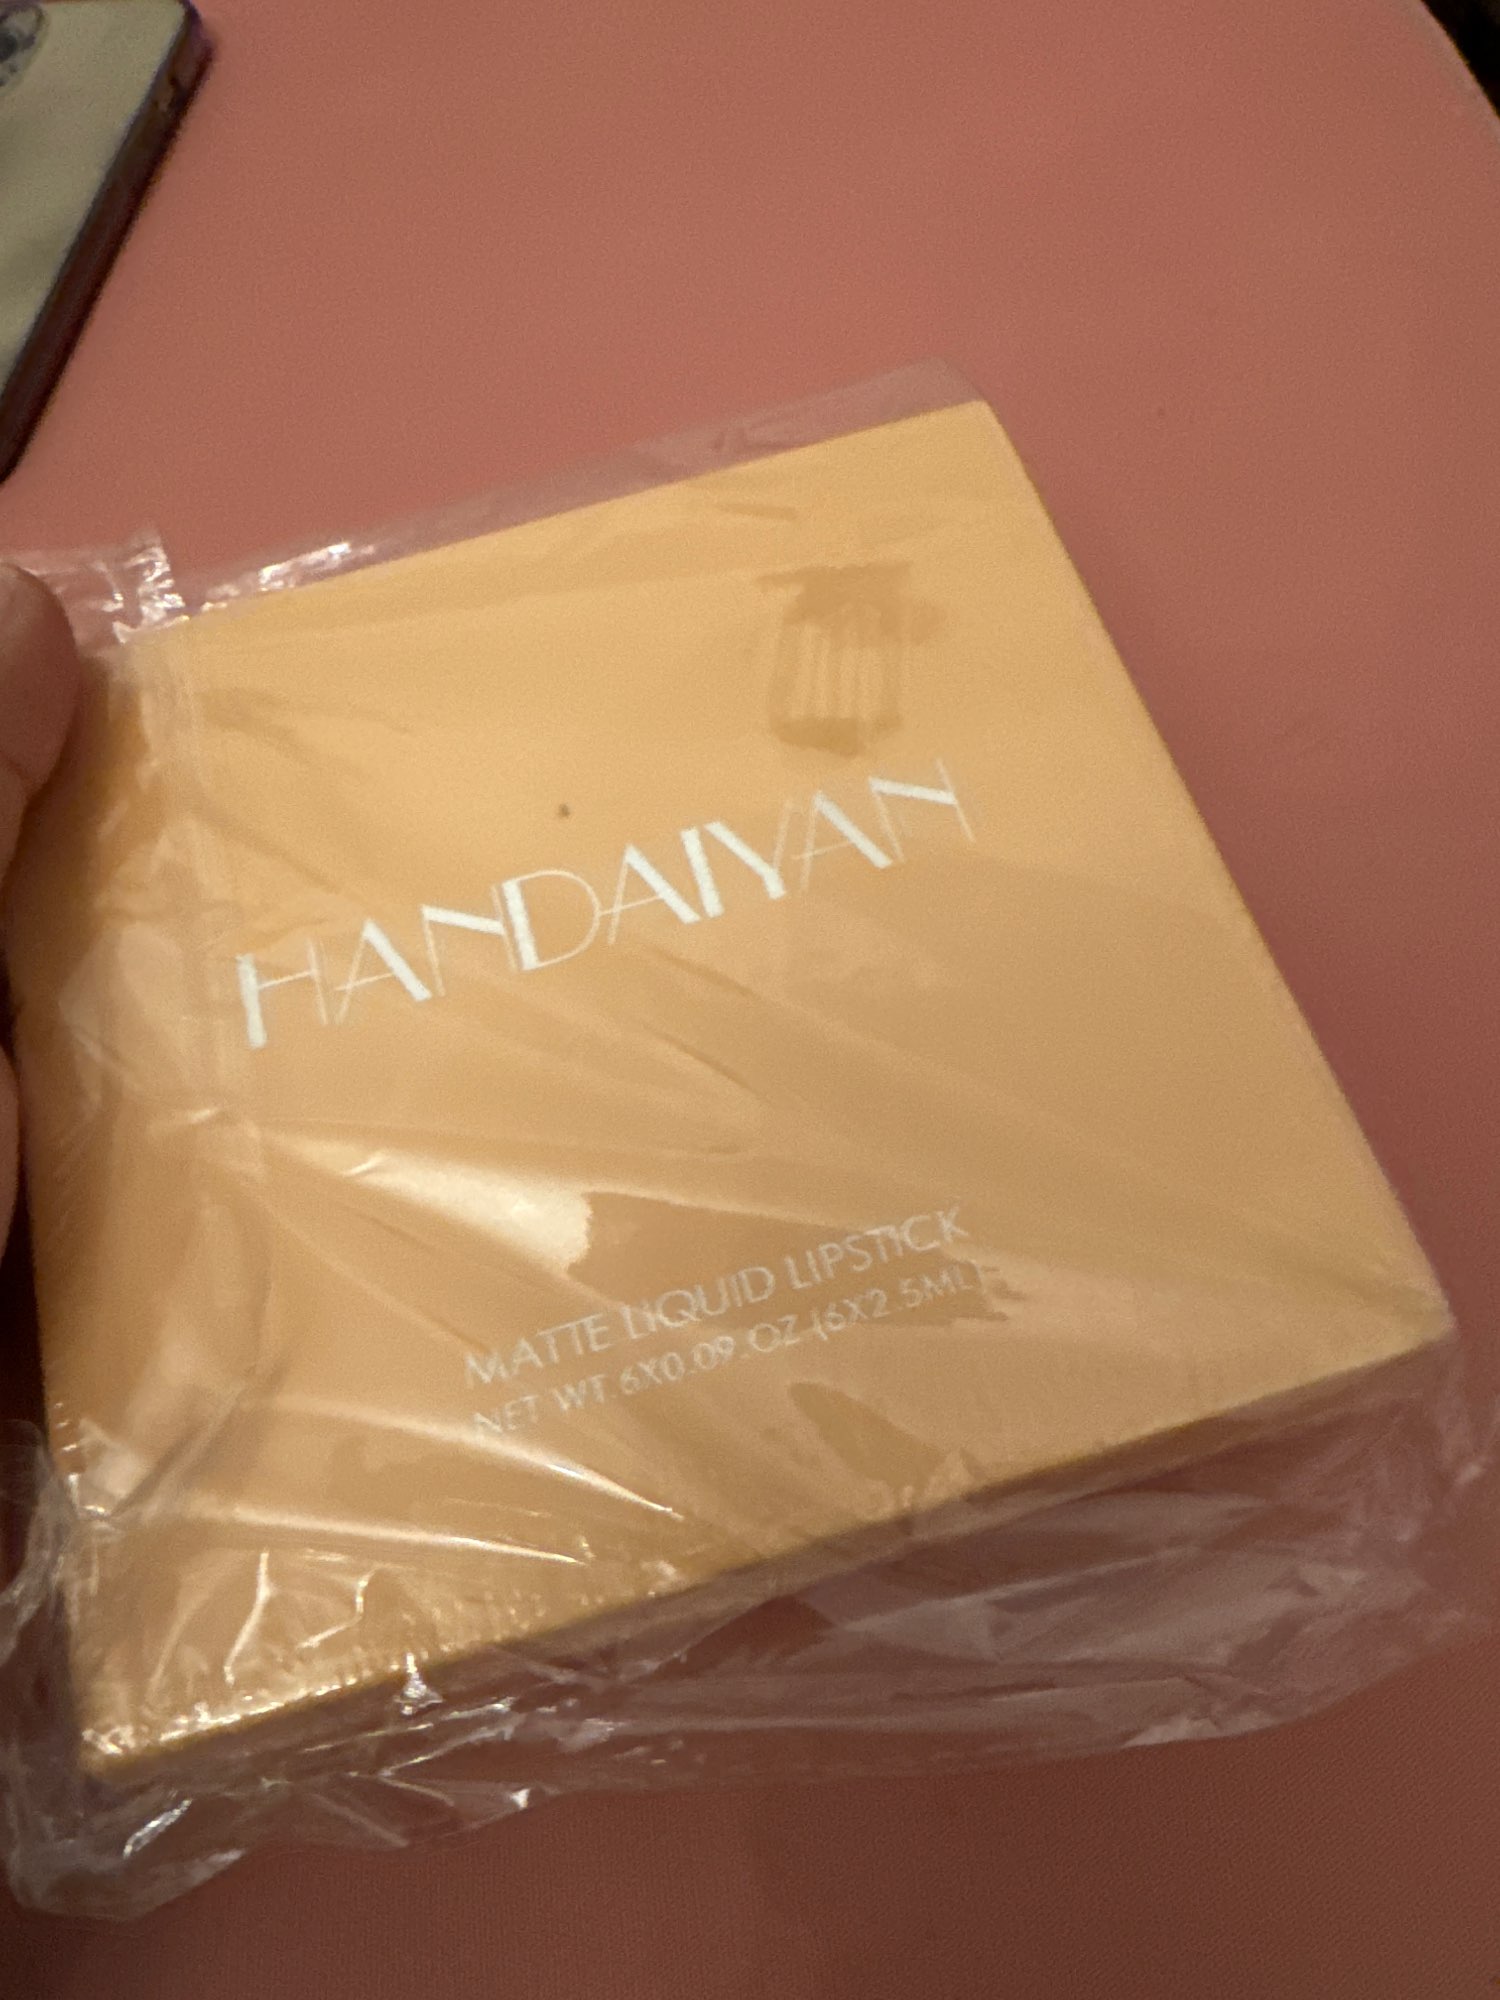 HANDAIYAN
MATTE LIQUID LIPSTICK
NET WT 6X0.09 OZ (6X2.5ML)